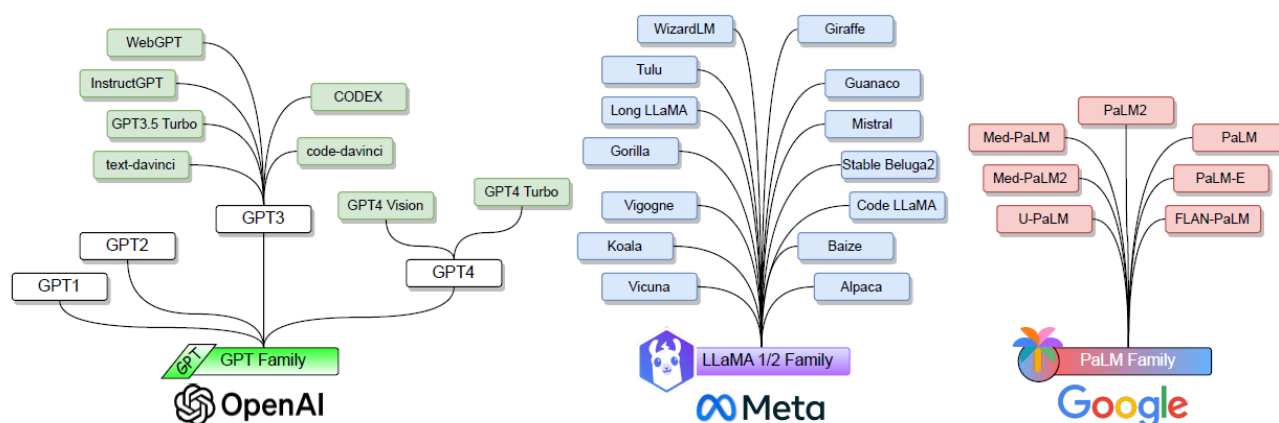 WebGPT
InstructGPT
CODEX
GPT3.5 Turbo
text-davinci
code-davinci
GPT3
GPT4 Vision
GPT4 Turbo
GPT2
GPT4
GPT1
GPT
GPT Family
OpenAI
WizardLM
Giraffe
Tulu
Guanaco
Long LLaMA
Mistral
Gorilla
Stable Beluga2
Vigogne
Code LLaMA
Koala
Baize
Vicuna
Alpaca
LLaMA 1/2 Family
Meta
PaLM2
Med-PaLM
PaLM
Med-PaLM2
PaLM-E
U-PaLM
FLAN-PaLM
PaLM Family
Google